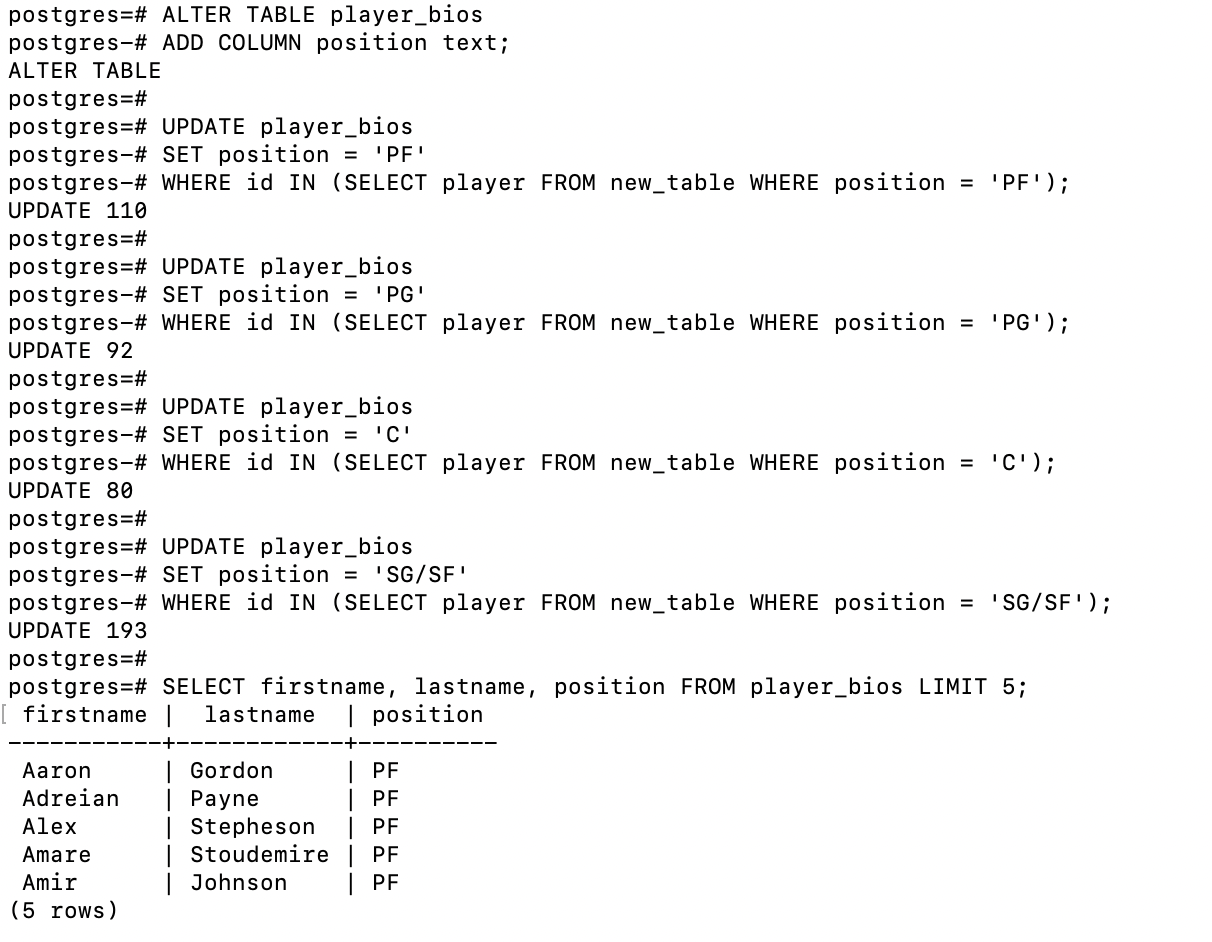 postgres=# ALTER TABLE player_bios
postgres-# ADD COLUMN position text;
ALTER TABLE
postgres=#
postgres=# UPDATE player_bios
postgres-# SET position = 'PF'
postgres-# WHERE id IN (SELECT player FROM new_table WHERE position = 'PF');
UPDATE 110
postgres=#
postgres=# UPDATE player_bios
postgres-# SET position = 'PG'
postgres-# WHERE id IN (SELECT player FROM new_table WHERE position = 'PG');
UPDATE 92
postgres=#
postgres=# UPDATE player_bios
postgres-# SET position = 'C'
postgres-# WHERE id IN (SELECT player FROM new_table WHERE position = 'C');
UPDATE 80
postgres=#
postgres=# UPDATE player_bios
postgres-# SET position = 'SG/SF'
postgres-# WHERE id IN (SELECT player FROM new_table WHERE position = 'SG/SF');
UPDATE 193
postgres=#
postgres=# SELECT firstname, lastname, position FROM player_bios LIMIT 5;
[ firstname |  lastname  | position
-----------+------------+----------
 Aaron     | Gordon     | PF
 Adreian   | Payne      | PF
 Alex      | Stepheson  | PF
 Amare     | Stoudemire | PF
 Amir      | Johnson    | PF
(5 rows)